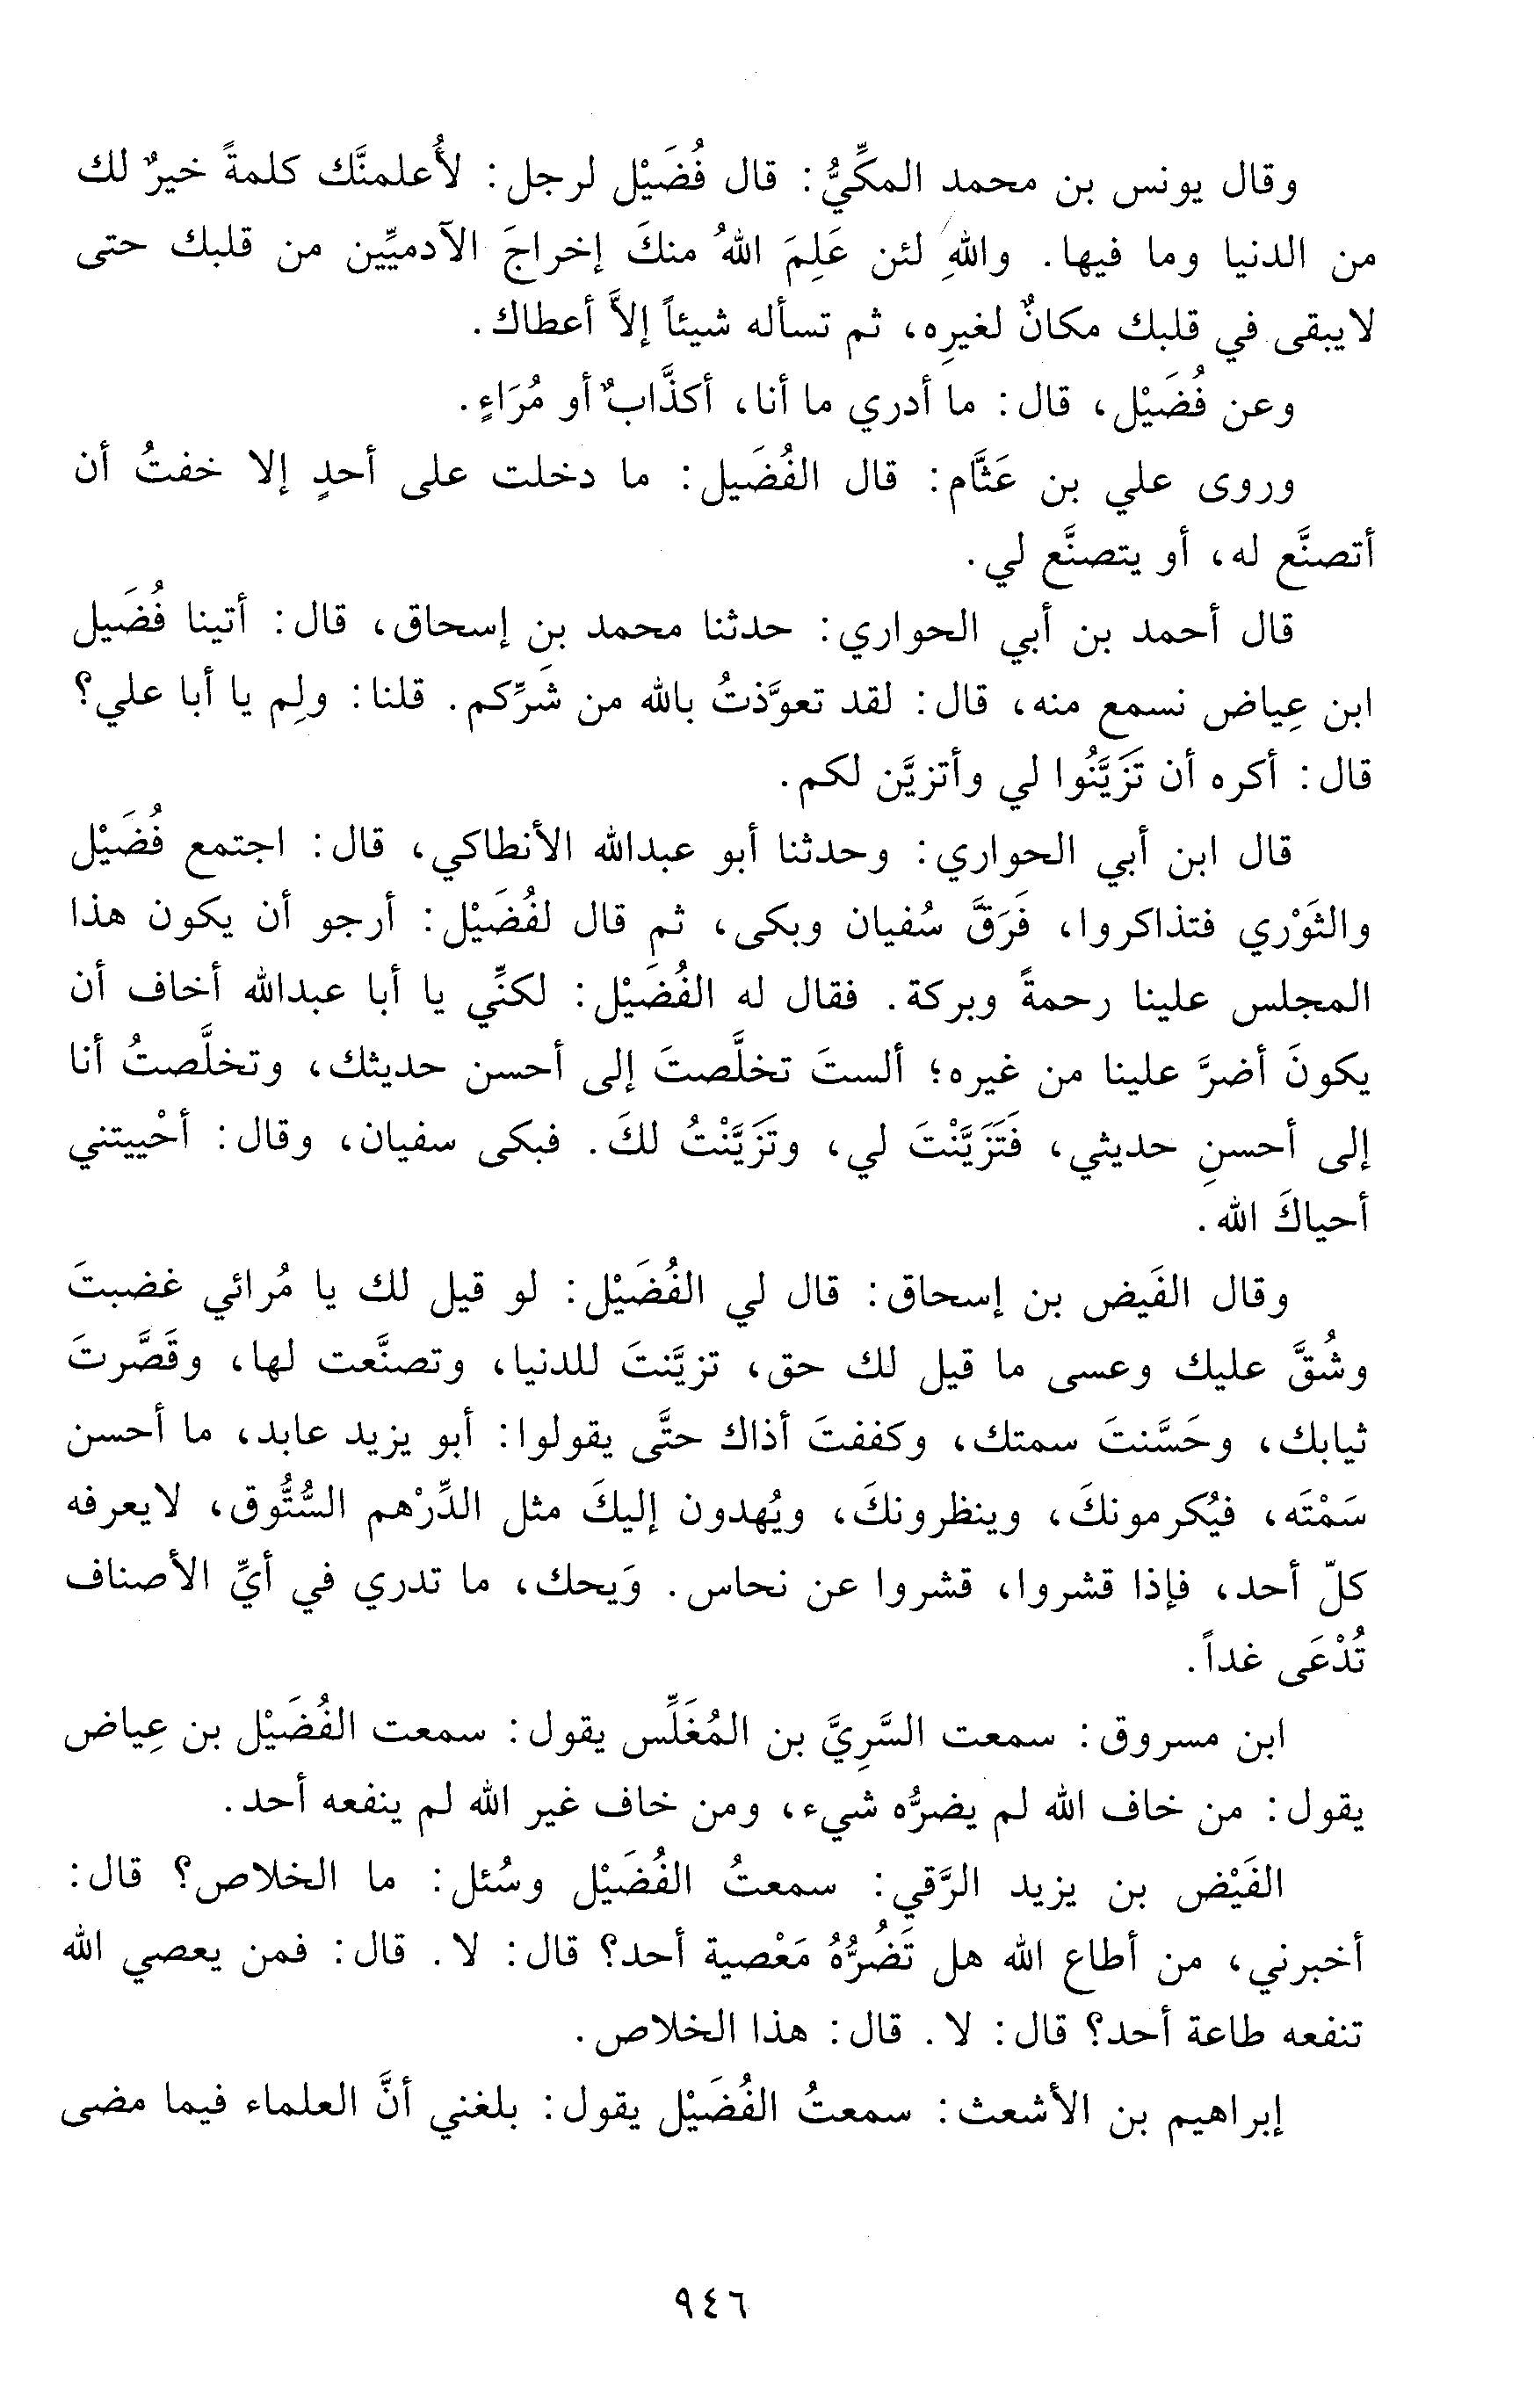 وقال يونس بن محمد المكِّيُّ: قال فُضَيْل لرجل: لأُعلمنَّك كلمةً خيرٌ لك
من الدنيا وما فيها. واللهِ لئن عَلِمَ اللهُ منكَ إخراجَ الآدميِّين من قلبك حتى
لايبقى في قلبك مكانٌ لغيرِه، ثم تسأله شيئاً إلاَّ أعطاك.
وعن فُضَيْل، قال: ما أدري ما أنا، أكذَّابٌ أو مُرَاءٍ.
وروى علي بن عَثَّام: قال الفُضَيل: ما دخلت على أحدٍ إلا خفتُ أن
أتصنَّع له، أو يتصنَّع لي.
قال أحمد بن أبي الحواري: حدثنا محمد بن إسحاق، قال: أتينا فُضَيل
ابن عِياض نسمع منه، قال: لقد تعوَّذتُ بالله من شَرِّكم. قلنا: ولِم يا أبا علي؟
قال: أكره أن تَزَيَّنُوا لي وأتزيَّن لكم.
قال ابن أبي الحواري: وحدثنا أبو عبدالله الأنطاكي، قال: اجتمع فُضَيْل
والثَوْري فتذاكروا، فَرَقَّ سُفيان وبكى، ثم قال لفُضَيْل: أرجو أن يكون هذا
المجلس علينا رحمةً وبركة. فقال له الفُضَيْل: لكنِّي يا أبا عبدالله أخاف أن
يكونَ أضرَّ علينا من غيره؛ ألستَ تخلَّصتَ إلى أحسن حديثك، وتخلَّصتُ أنا
إلى أحسنِ حديثي، فَتَزَيَّنْتَ لي، وتَزَيَّنْتُ لكَ. فبكى سفيان، وقال: أحْييتني
أحياكَ الله.
وقال الفَيض بن إسحاق: قال لي الفُضَيْل: لو قيل لك يا مُرائي غضبتَ
وشُقَّ عليك وعسى ما قيل لك حق، تزيَّنتَ للدنيا، وتصنَّعت لها، وقَصَّرتَ
ثيابك، وحَسَّنتَ سمتك، وكففتَ أذاك حتَّى يقولوا: أبو يزيد عابد، ما أحسن
سَمْتَه، فيُكرمونكَ، وينظرونكَ، ويُهدون إليكَ مثل الدِّرْهم السُّتُّوق، لايعرفه
كلّ أحد، فإذا قشروا، قشروا عن نحاس. وَيحك، ما تدري في أيِّ الأصناف
تُدْعَى غداً.
ابن مسروق: سمعت السَّرِيَّ بن المُغَلِّس يقول: سمعت الفُضَيْل بن عِياض
يقول: من خاف الله لم يضرُّه شيء، ومن خاف غير الله لم ينفعه أحد.
الفَيْض بن يزيد الرَّقي: سمعتُ الفُضَيْل وسُئل: ما الخلاص؟ قال:
أخبرني، من أطاع الله هل تَضُرُّهُ مَعْصية أحد؟ قال: لا. قال: فمن يعصي الله
تنفعه طاعة أحد؟ قال: لا. قال: هذا الخلاص.
إبراهيم بن الأشعث: سمعتُ الفُضَيْل يقول: بلغني أنَّ العلماء فيما مضى
٩٤٦